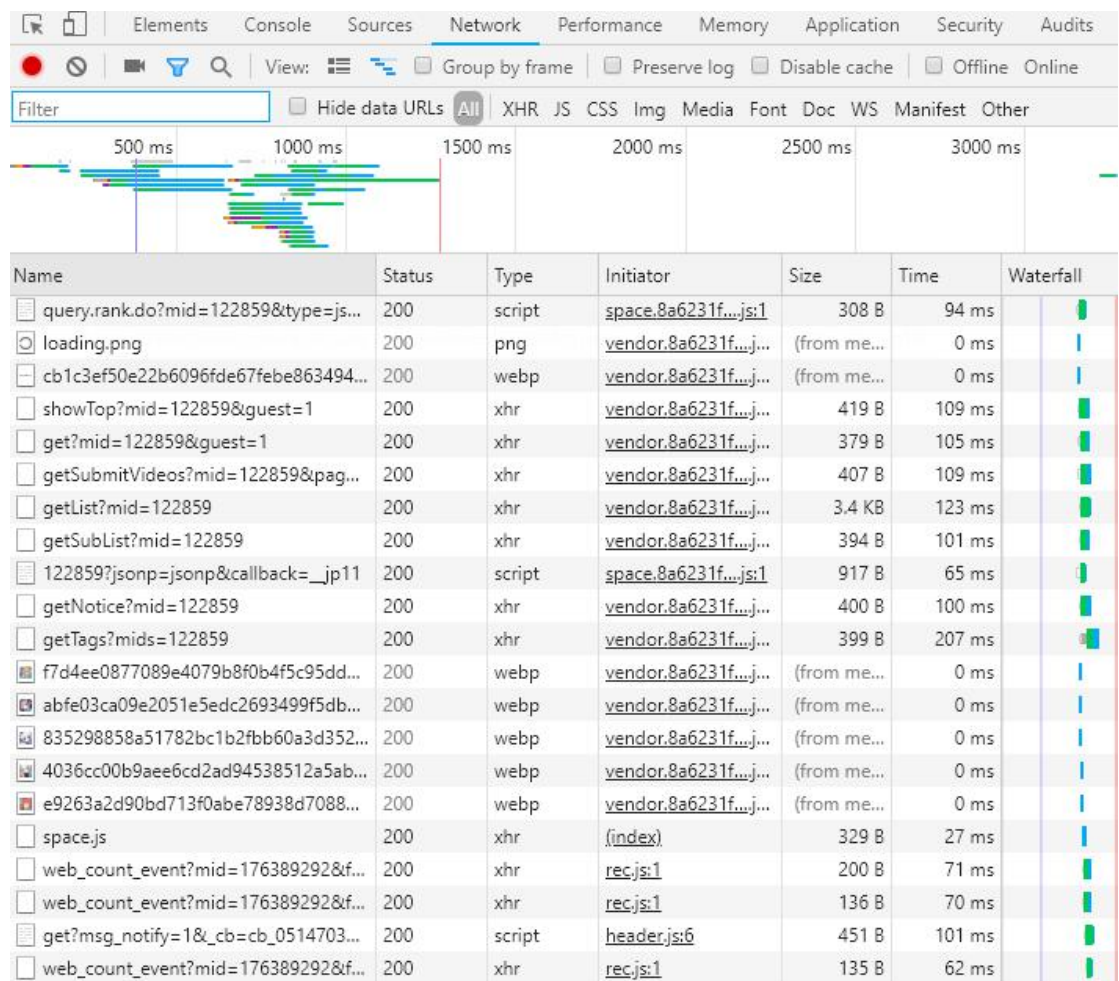 Elements Console Sources Network Performance Memory Application Security Audits
View: Group by frame Preserve log Disable cache Offline Online
Filter Hide data URLs All XHR JS CSS Img Media Font Doc WS Manifest Other
500 ms 1000 ms 1500 ms 2000 ms 2500 ms 3000 ms
Name Status Type Initiator Size Time Waterfall
query.rank.do?mid=122859&type=js... 200 script space.8a6231f....js:1 308 B 94 ms
loading.png 200 png vendor.8a6231f....j... (from me... 0 ms
cb1c3ef50e22b6096fde67febe863494... 200 webp vendor.8a6231f....j... (from me... 0 ms
showTop?mid=122859&guest=1 200 xhr vendor.8a6231f....j... 419 B 109 ms
get?mid=122859&guest=1 200 xhr vendor.8a6231f....j... 379 B 105 ms
getSubmitVideos?mid=122859&pag... 200 xhr vendor.8a6231f....j... 407 B 109 ms
getList?mid=122859 200 xhr vendor.8a6231f....j... 3.4 KB 123 ms
getSubList?mid=122859 200 xhr vendor.8a6231f....j... 394 B 101 ms
122859?jsonp=jsonp&callback=__jp11 200 script space.8a6231f....js:1 917 B 65 ms
getNotice?mid=122859 200 xhr vendor.8a6231f....j... 400 B 100 ms
getTags?mids=122859 200 xhr vendor.8a6231f....j... 399 B 207 ms
f7d4ee0877089e4079b8f0b4f5c95dd... 200 webp vendor.8a6231f....j... (from me... 0 ms
abfe03ca09e2051e5edc2693499f5db... 200 webp vendor.8a6231f....j... (from me... 0 ms
835298858a51782bc1b2fbb60a3d352... 200 webp vendor.8a6231f....j... (from me... 0 ms
4036cc00b9aee6cd2ad94538512a5ab... 200 webp vendor.8a6231f....j... (from me... 0 ms
e9263a2d90bd713f0abe78938d7088... 200 webp vendor.8a6231f....j... (from me... 0 ms
space.js 200 xhr (index) 329 B 27 ms
web_count_event?mid=176389292&f... 200 xhr rec.js:1 200 B 71 ms
web_count_event?mid=176389292&f... 200 xhr rec.js:1 136 B 70 ms
get?msg_notify=1&_cb=cb_0514703... 200 script header.js:6 451 B 101 ms
web_count_event?mid=176389292&f... 200 xhr rec.js:1 135 B 62 ms